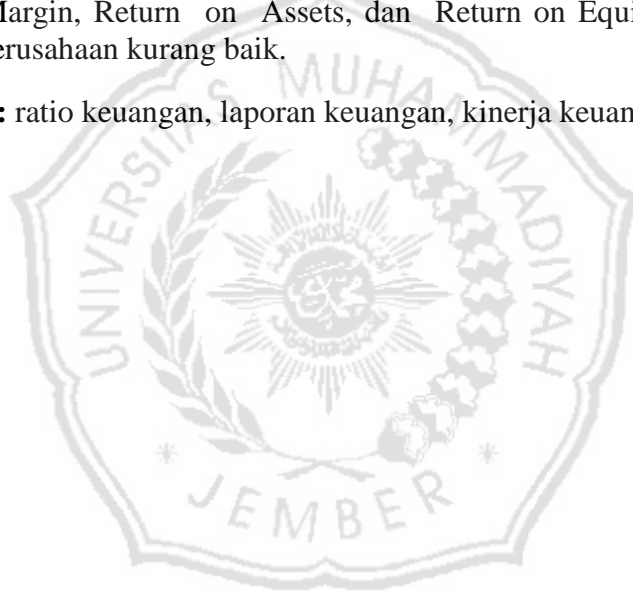 Margin, Return on Assets, dan Return on Equi
erusahaan kurang baik.
: ratio keuangan, laporan keuangan, kinerja keuan
UNIVERSITAS MUHAMMADIYAH
JEMBER